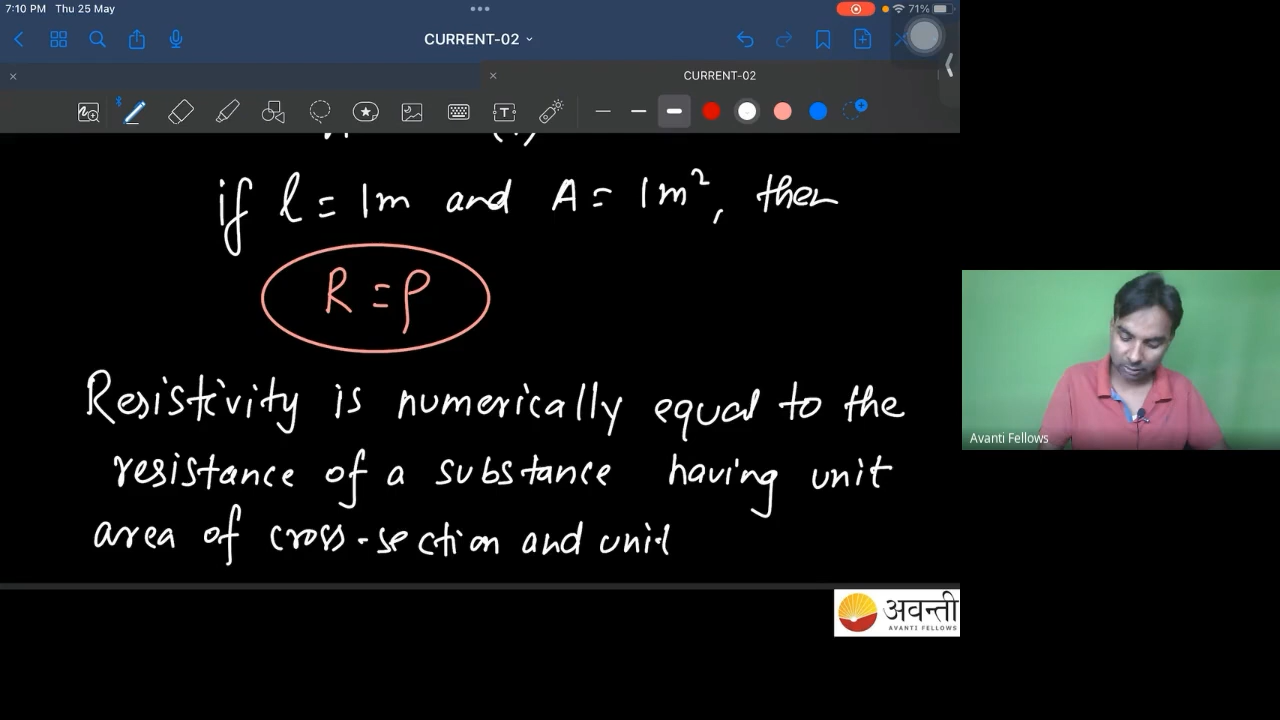 7:10 PM Thu 25 May
71%
CURRENT-02
CURRENT-02
if l = 1m and A = 1m², then
R = ρ
Resistivity is numerically equal to the
resistance of a substance having unit
area of cross-section and unit
Avanti Fellows
अवन्ती
AVANTI FELLOWS